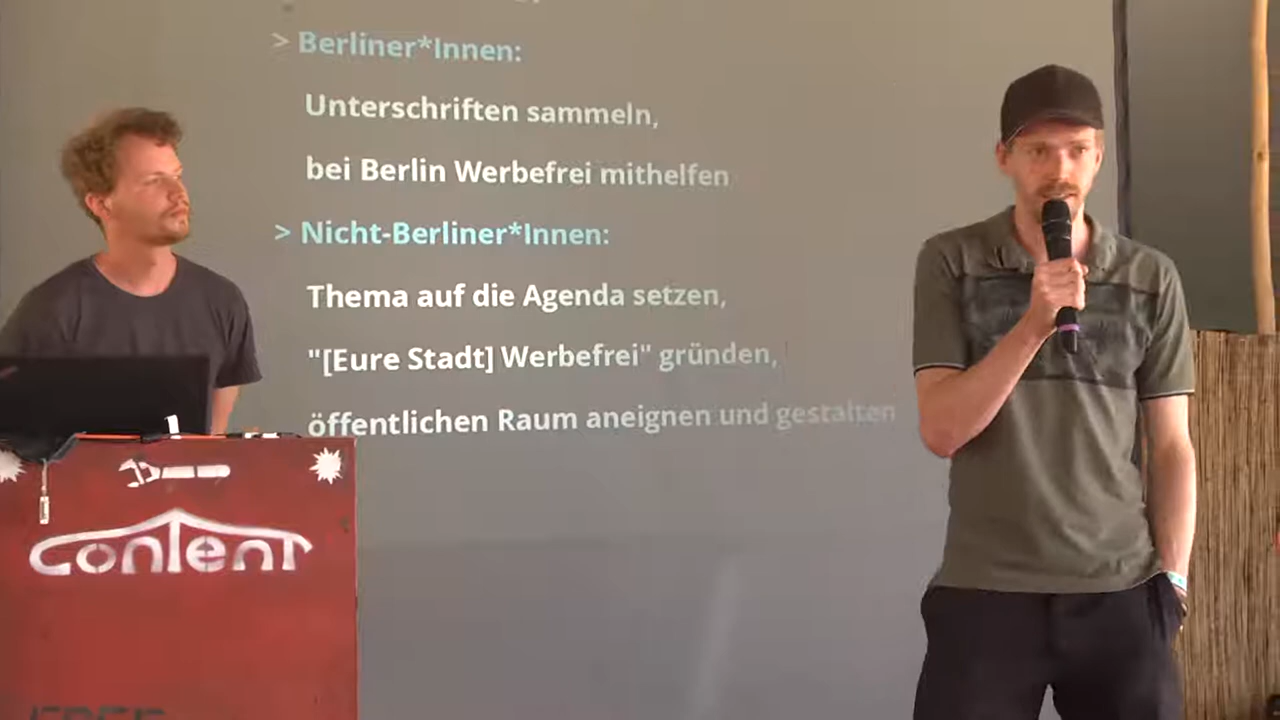 > Berliner*Innen:
Unterschriften sammeln,
bei Berlin Werbefrei mithelfen
> Nicht-Berliner*Innen:
Thema auf die Agenda setzen,
"[Eure Stadt] Werbefrei" gründen,
öffentlichen Raum aneignen und gestalten
conTenT